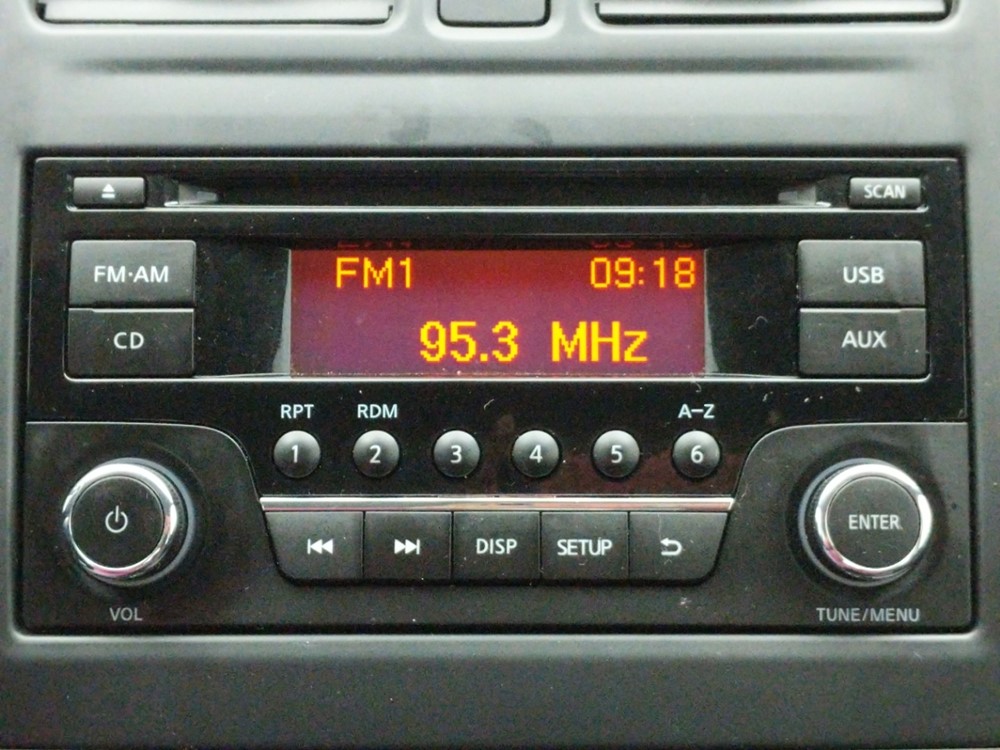 SCAN
FM·AM
FM1 09:18
USB
CD
95.3 MHz
AUX
RPT RDM A–Z
1 2 3 4 5 6
ENTER
DISP SETUP
VOL
TUNE/MENU